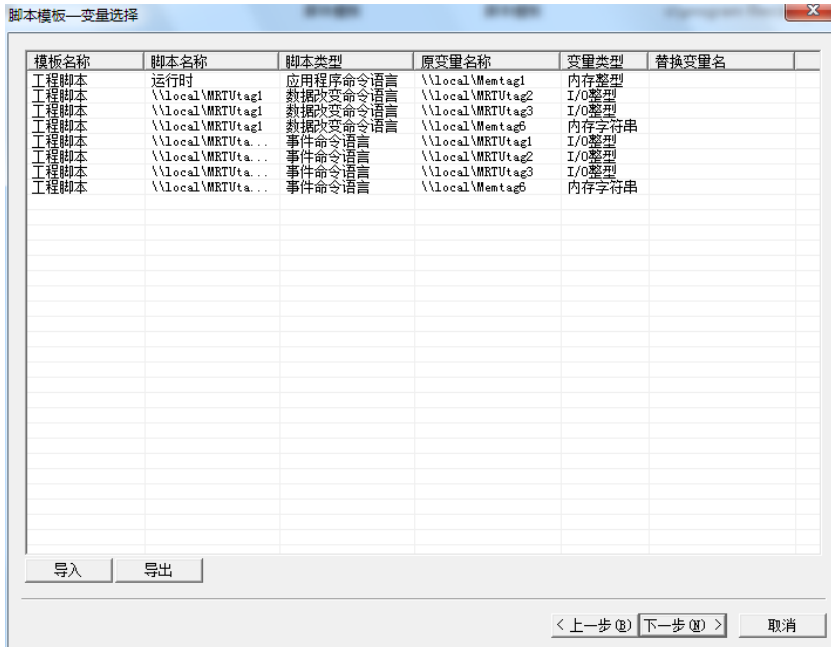 脚本模板—变量选择
模板名称 脚本名称 脚本类型 原变量名称 变量类型 替换变量名
工程脚本 运行时 应用程序命令语言 \\local\Memtag1 内存整型
工程脚本 \\local\MRTUtag1 数据改变命令语言 \\local\MRTUtag2 I/O整型
工程脚本 \\local\MRTUtag1 数据改变命令语言 \\local\MRTUtag3 I/O整型
工程脚本 \\local\MRTUtag1 数据改变命令语言 \\local\Memtag6 内存字符串
工程脚本 \\local\MRTUta... 事件命令语言 \\local\MRTUtag1 I/O整型
工程脚本 \\local\MRTUta... 事件命令语言 \\local\MRTUtag2 I/O整型
工程脚本 \\local\MRTUta... 事件命令语言 \\local\MRTUtag3 I/O整型
工程脚本 \\local\MRTUta... 事件命令语言 \\local\Memtag6 内存字符串
导入 导出
<上一步(B) 下一步(N)> 取消